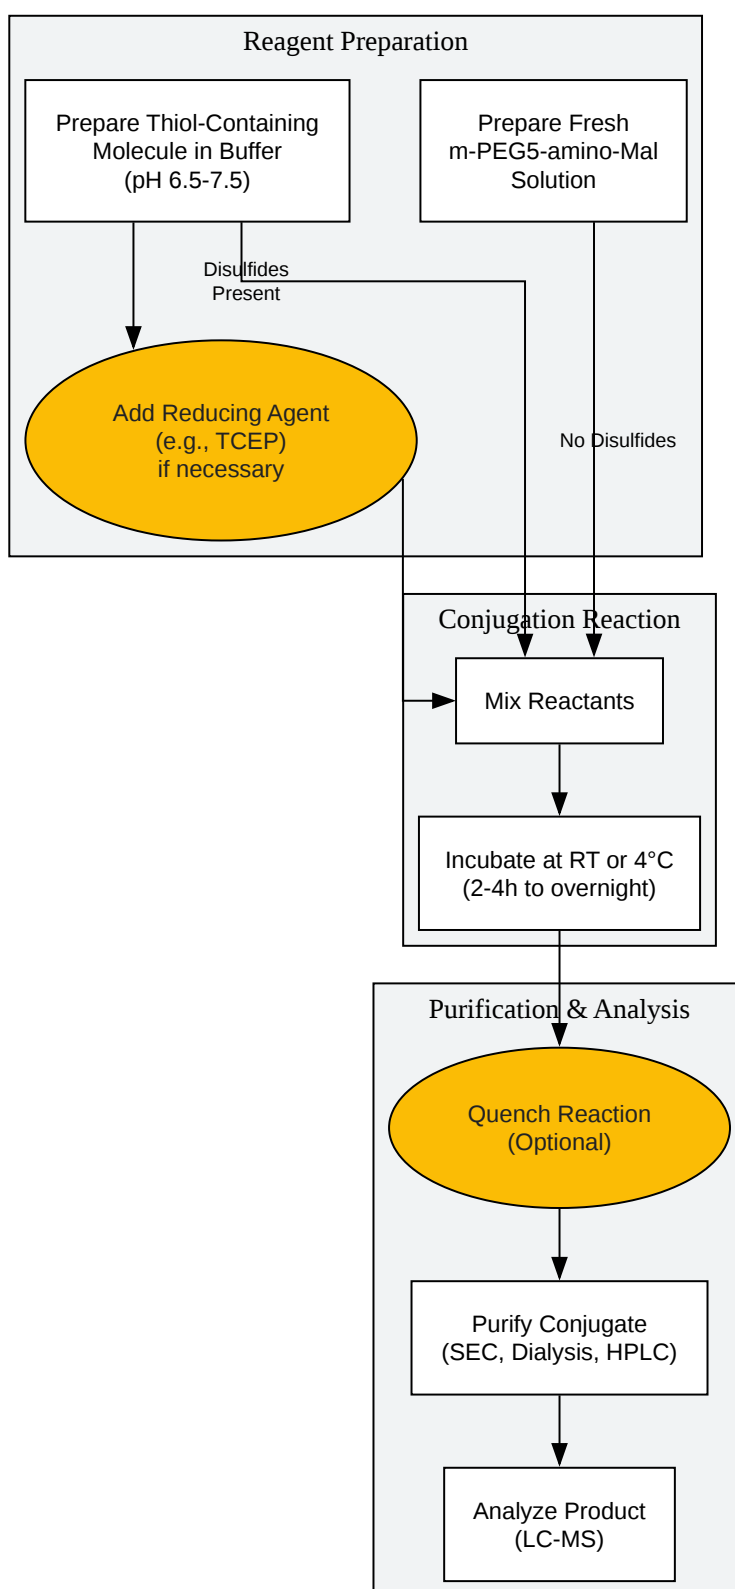 Reagent Preparation
Prepare Thiol-Containing
Molecule in Buffer
(pH 6.5-7.5)
Prepare Fresh
m-PEG5-amino-Mal
Solution
Disulfides
Present
Add Reducing Agent
(e.g., TCEP)
if necessary
No Disulfides
Conjugation Reaction
Mix Reactants
Incubate at RT or 4°C
(2-4h to overnight)
Purification & Analysis
Quench Reaction
(Optional)
Purify Conjugate
(SEC, Dialysis, HPLC)
Analyze Product
(LC-MS)